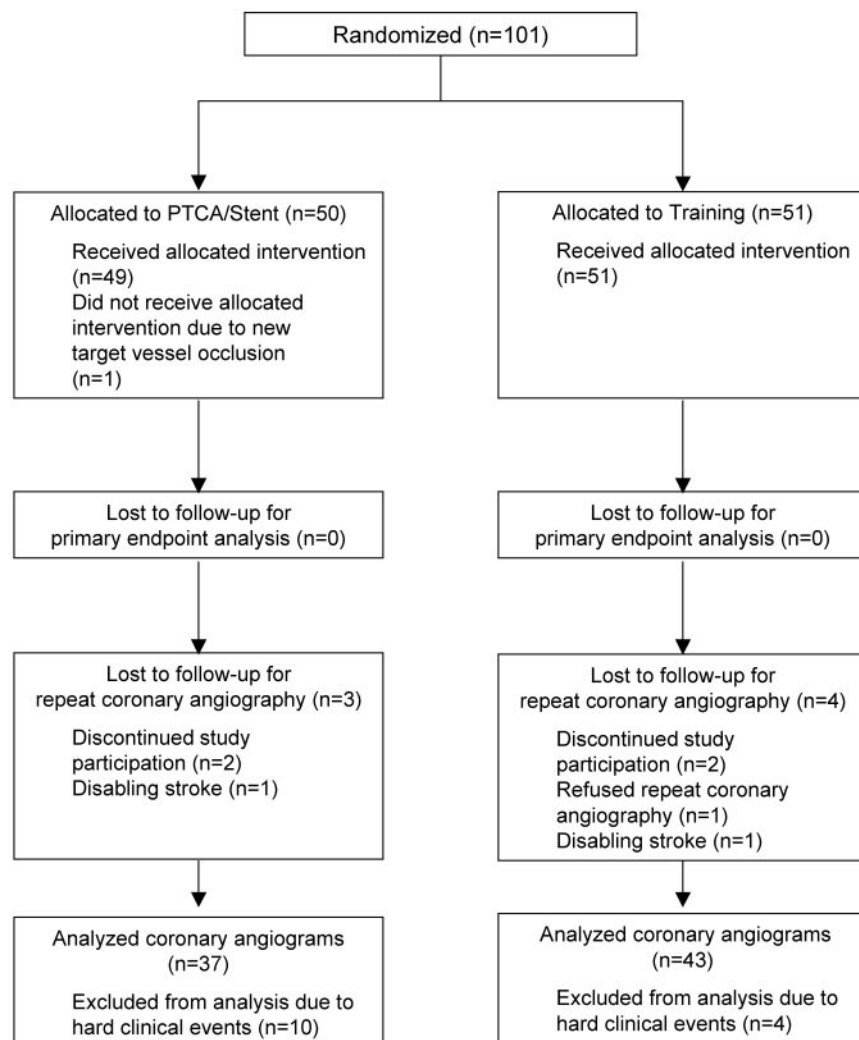 Randomized (n=101)
Allocated to PTCA/Stent (n=50)
Received allocated intervention
(n=49)
Did not receive allocated
intervention due to new
target vessel occlusion
(n=1)
Allocated to Training (n=51)
Received allocated intervention
(n=51)
Lost to follow-up for
primary endpoint analysis (n=0)
Lost to follow-up for
primary endpoint analysis (n=0)
Lost to follow-up for
repeat coronary angiography (n=3)
Discontinued study
participation (n=2)
Disabling stroke (n=1)
Lost to follow-up for
repeat coronary angiography (n=4)
Discontinued study
participation (n=2)
Refused repeat coronary
angiography (n=1)
Disabling stroke (n=1)
Analyzed coronary angiograms
(n=37)
Excluded from analysis due to
hard clinical events (n=10)
Analyzed coronary angiograms
(n=43)
Excluded from analysis due to
hard clinical events (n=4)